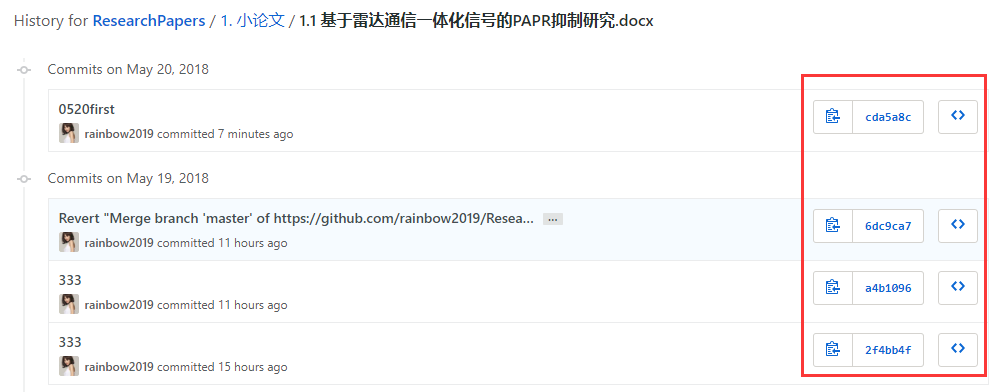 History for ResearchPapers / 1. 小论文 / 1.1 基于雷达通信一体化信号的PAPR抑制研究.docx
Commits on May 20, 2018
0520first
rainbow2019 committed 7 minutes ago
cda5a8c
Commits on May 19, 2018
Revert "Merge branch 'master' of https://github.com/rainbow2019/Resea... ...
rainbow2019 committed 11 hours ago
6dc9ca7
333
rainbow2019 committed 11 hours ago
a4b1096
333
rainbow2019 committed 15 hours ago
2f4bb4f